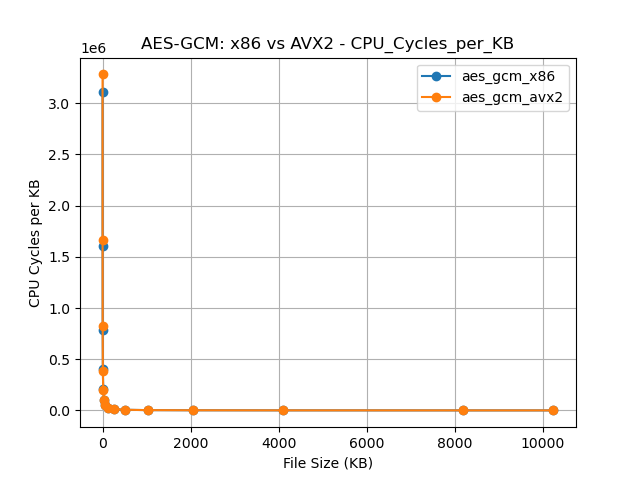 AES-GCM: x86 vs AVX2 - CPU_Cycles_per_KB
1e6
aes_gcm_x86
aes_gcm_avx2
3.0
2.5
2.0
1.5
1.0
0.5
0.0
CPU Cycles per KB
0 2000 4000 6000 8000 10000
File Size (KB)